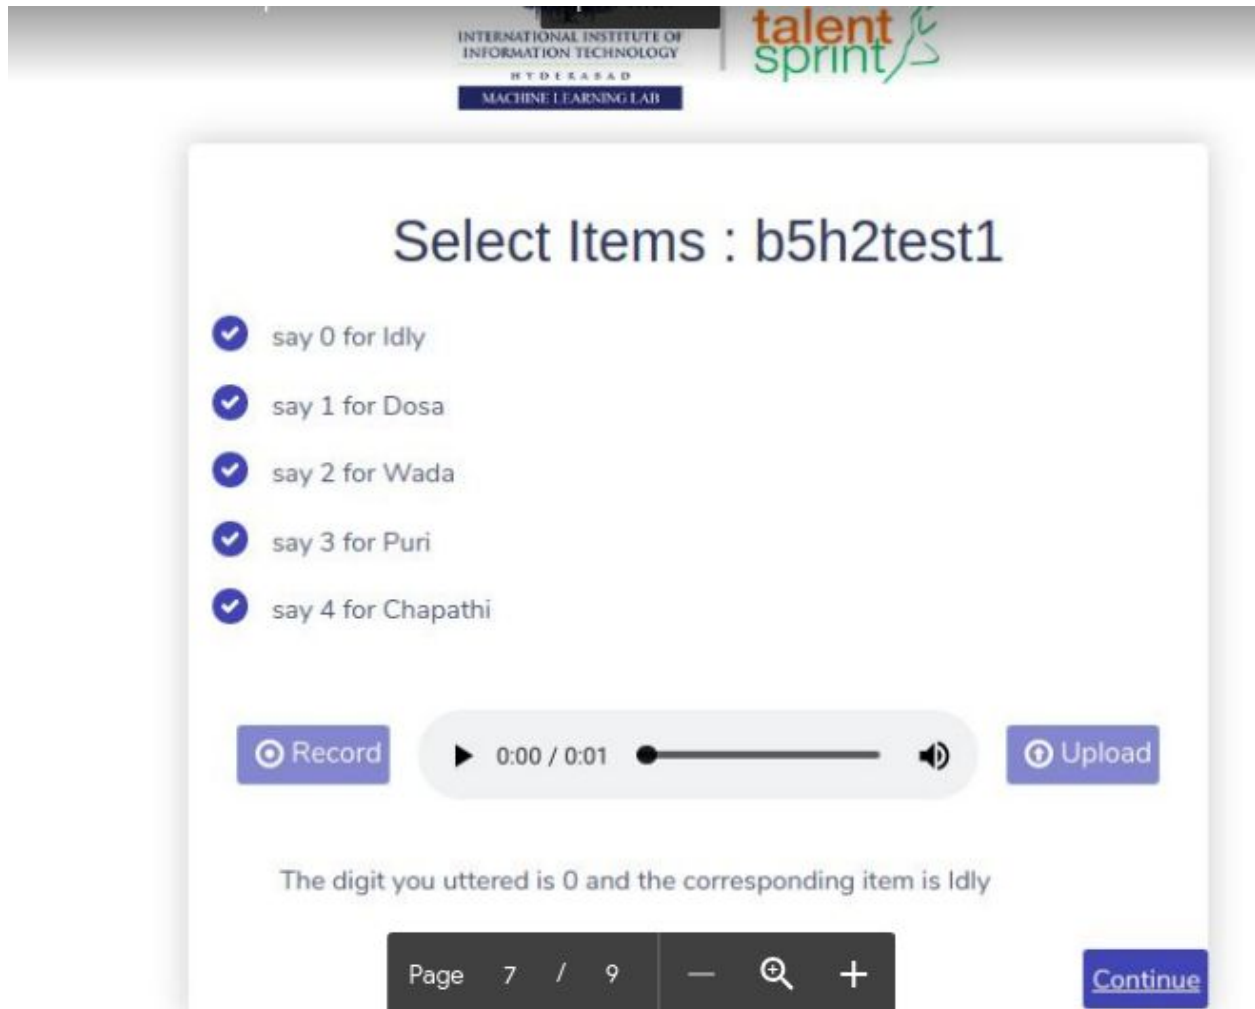 INTERNATIONAL INSTITUTE OF
INFORMATION TECHNOLOGY
HYDERABAD
MACHINE LEARNING LAB
talent
sprint
Select Items : b5h2test1
say 0 for Idly
say 1 for Dosa
say 2 for Wada
say 3 for Puri
say 4 for Chapathi
Record 0:00 / 0:01 Upload
The digit you uttered is 0 and the corresponding item is Idly
Page 7 / 9
Continue